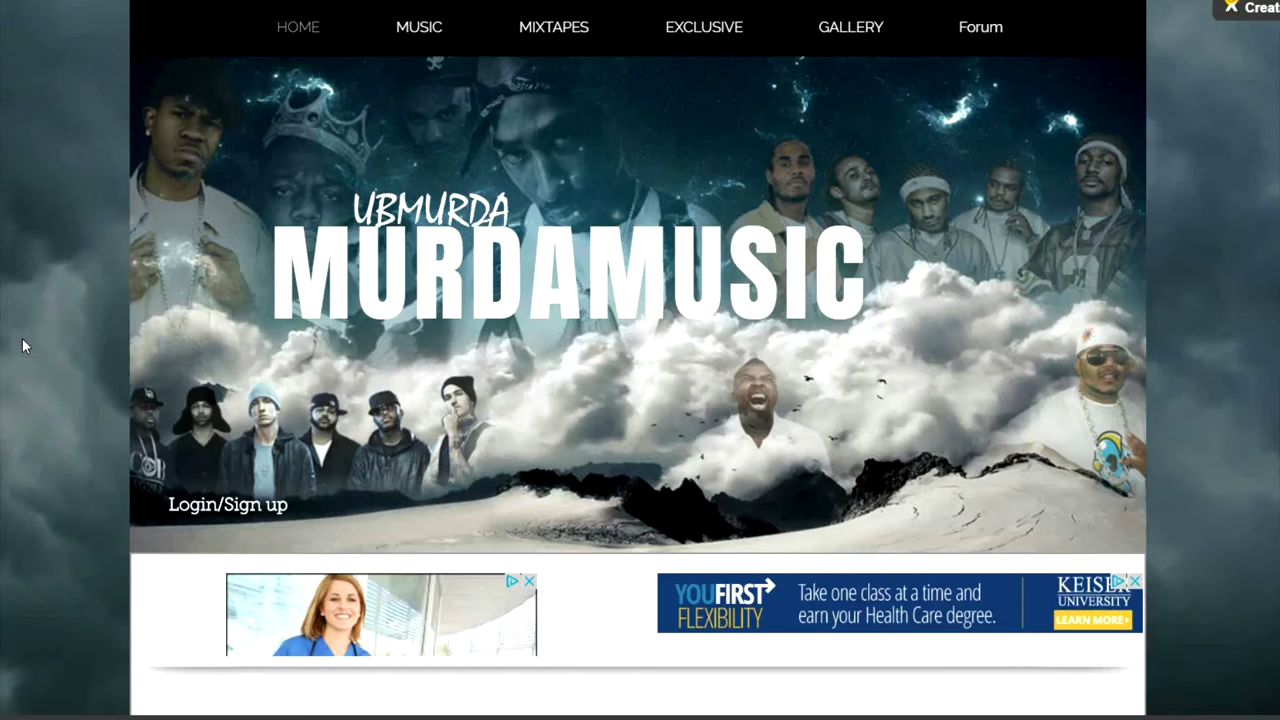 Creat
HOME MUSIC MIXTAPES EXCLUSIVE GALLERY Forum
UBMURDA
MURDAMUSIC
Login/Sign up
YOUFIRST
FLEXIBILITY
Take one class at a time and
earn your Health Care degree.
KEISER
UNIVERSITY
LEARN MORE